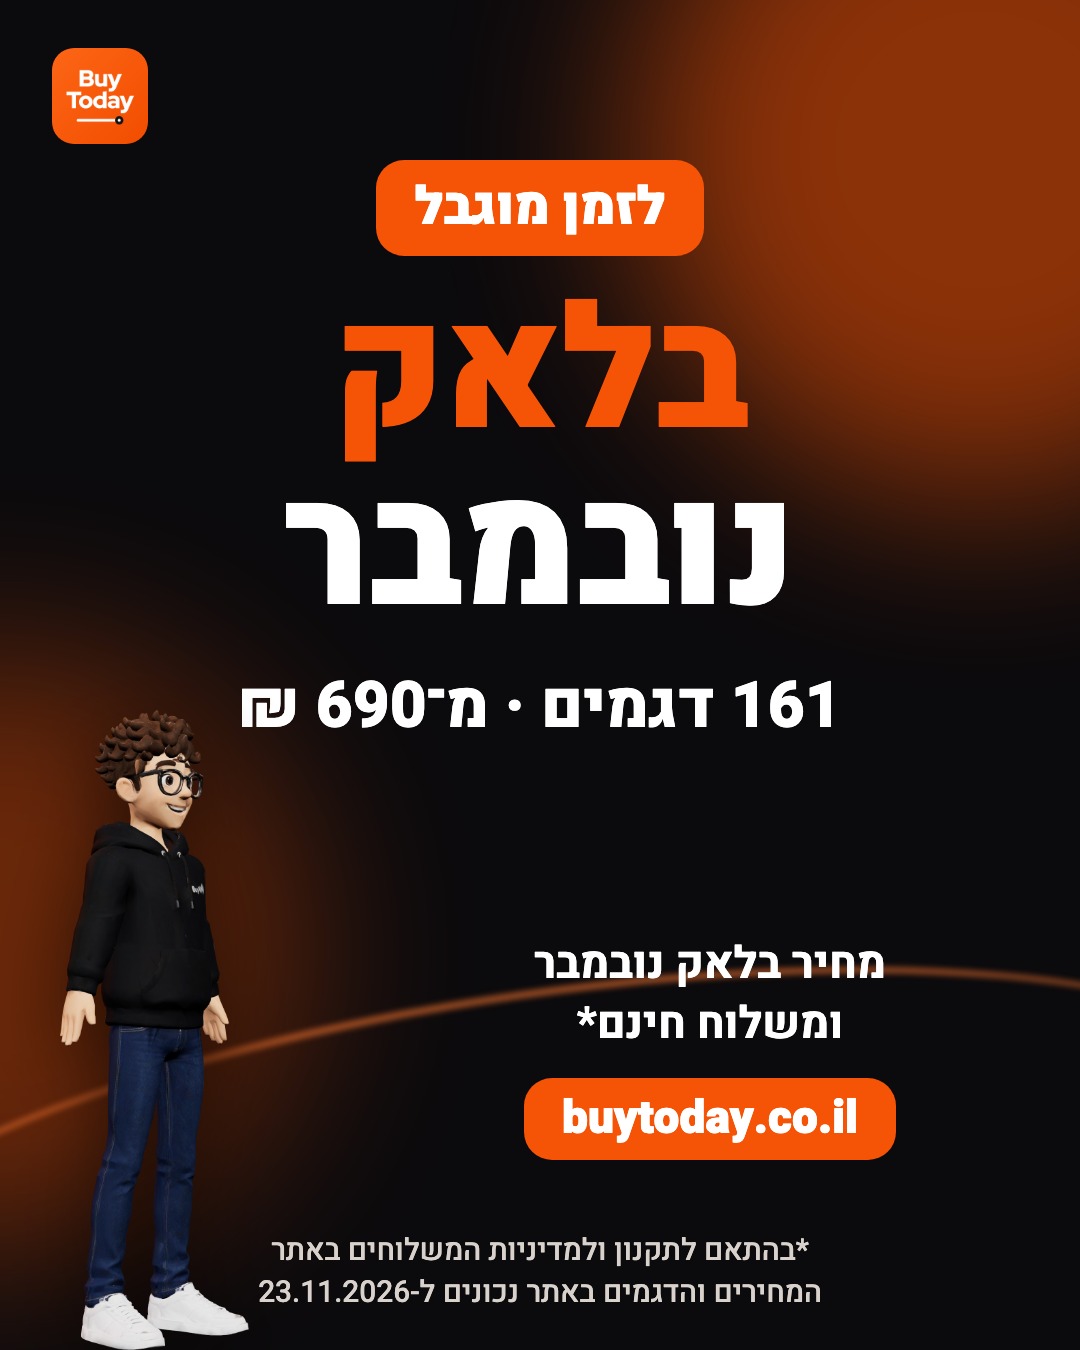 Buy
Today
לזמן מוגבל
בלאק
נובמבר
161 דגמים · מ־690 ₪
מחיר בלאק נובמבר
ומשלוח חינם*
buytoday.co.il
*בהתאם לתקנון ולמדיניות המשלוחים באתר
המחירים והדגמים באתר נכונים ל-23.11.2026